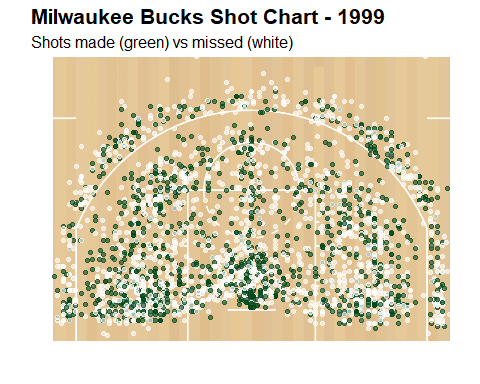 Milwaukee Bucks Shot Chart - 1999
Shots made (green) vs missed (white)